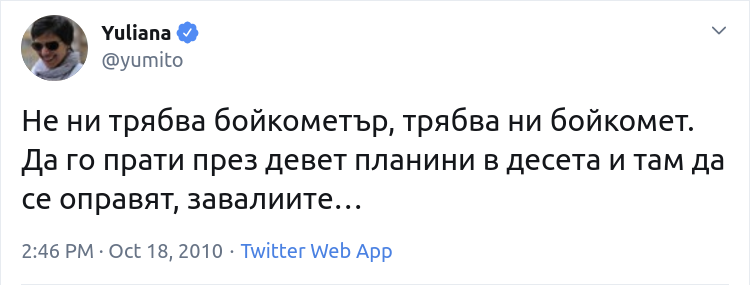 Yuliana
@yumito
Не ни трябва бойкометър, трябва ни бойкомет.
Да го прати през девет планини в десета и там да
се оправят, завалиите…
2:46 PM · Oct 18, 2010 · Twitter Web App